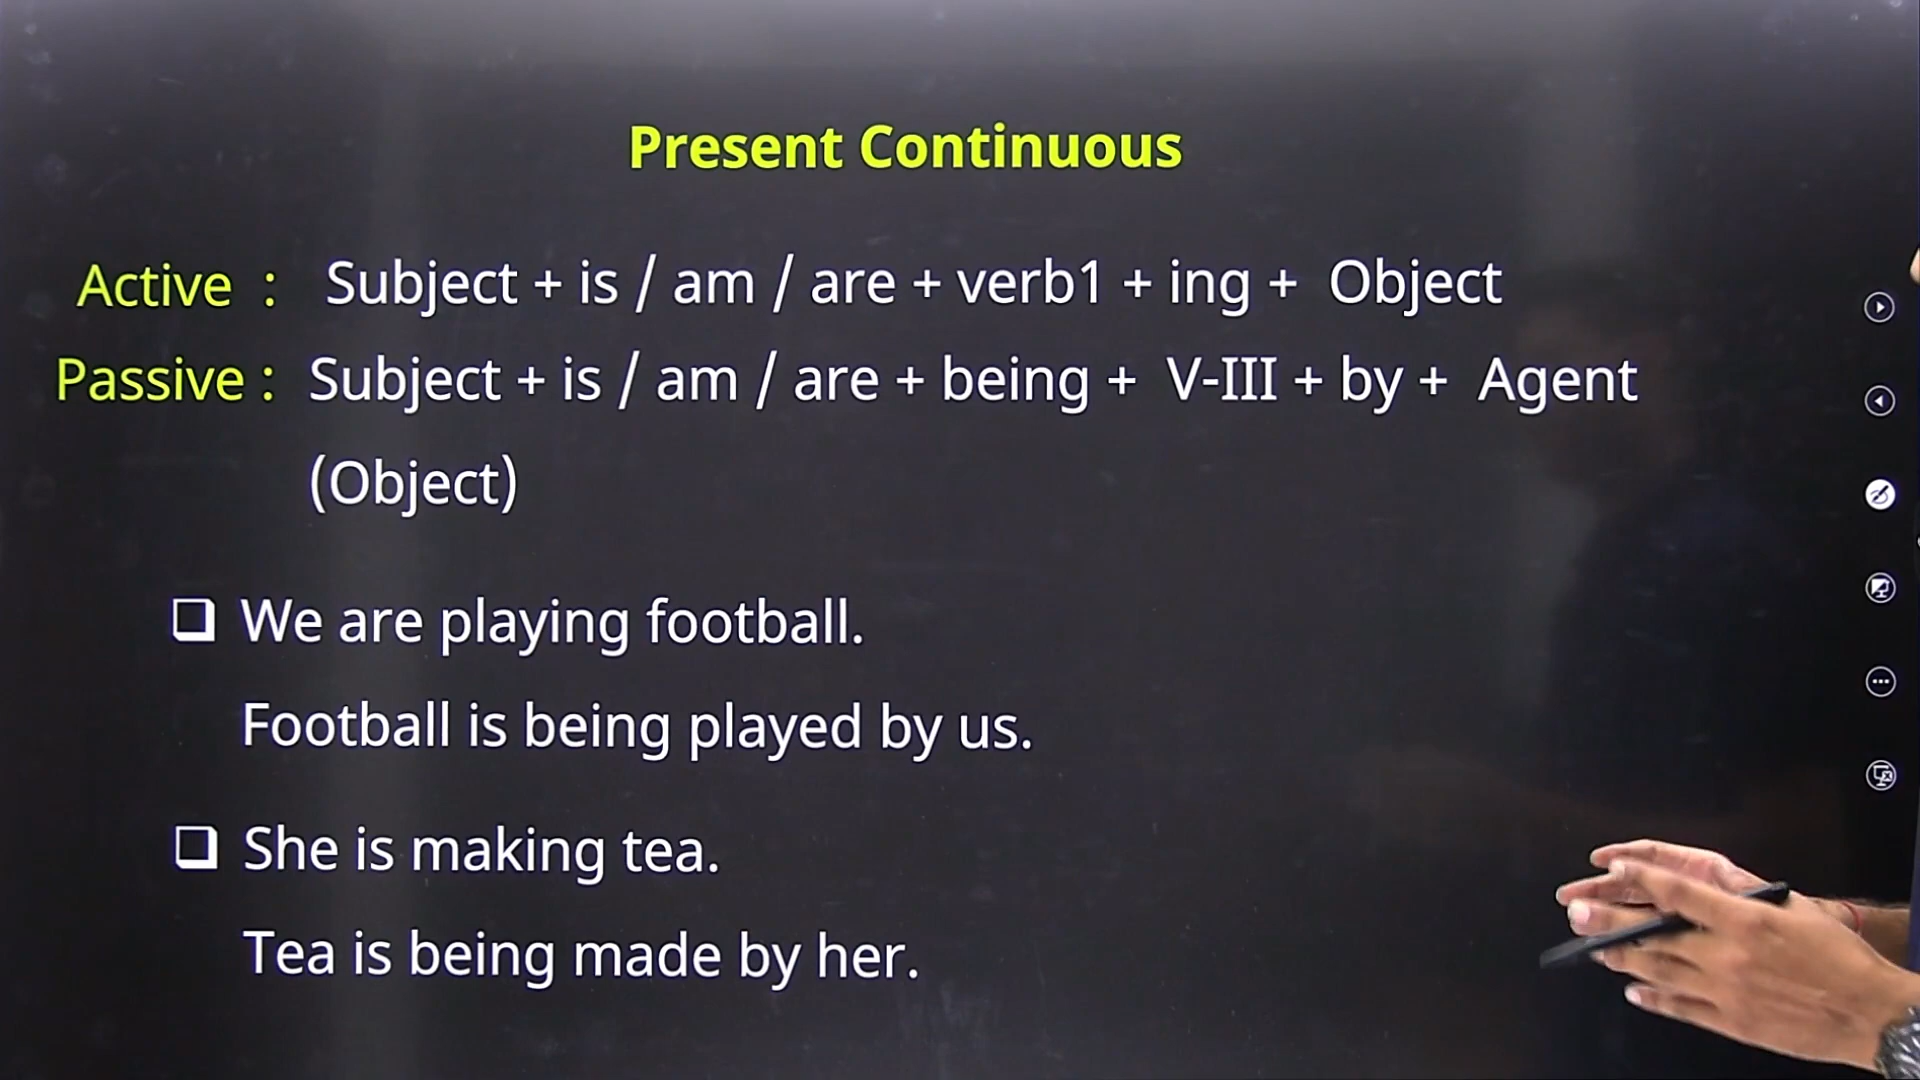 Present Continuous
Active : Subject + is / am / are + verb1 + ing + Object
Passive : Subject + is / am / are + being + V-III + by + Agent
(Object)
❑ We are playing football.
Football is being played by us.
❑ She is making tea.
Tea is being made by her.